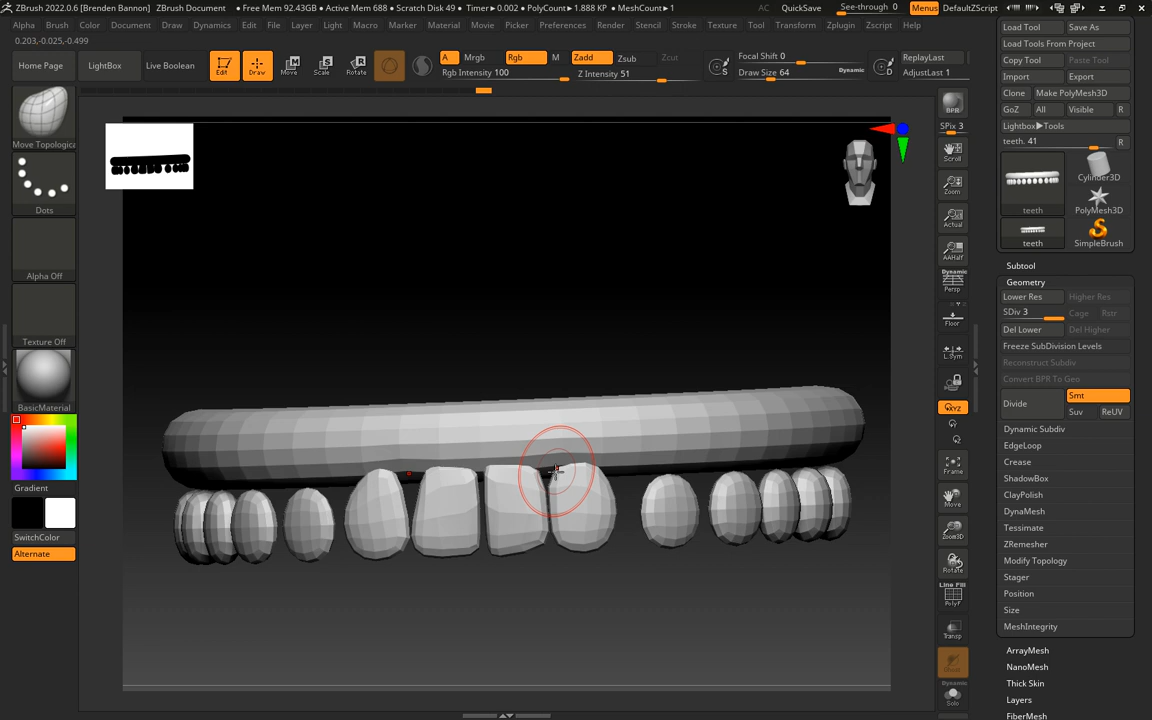 ZBrush 2022.0.6 [Brenden Bannon]
ZBrush Document
● Free Mem 92.43GB ● Active Mem 688 ● Scratch Disk 49 ● Timer▶0.002 ● PolyCount▶1.888 KP ● MeshCount▶1
QuickSave
See-through 0
Menus
DefaultZScript
Alpha Brush Color Document Draw Dynamics Edit File Layer Light Macro Marker Material Movie Picker Preferences Render Stencil Stroke Texture Tool Transform Zplugin Zscript Help
0.203,-0.025,-0.499
Home Page
LightBox
Live Boolean
Edit
Draw
Move
Scale
Rotate
A
Mrgb
Rgb
M
Rgb Intensity 100
Zadd
Zsub
Zcut
Z Intensity 51
S
Focal Shift 0
Draw Size 64
Dynamic
D
ReplayLast
AdjustLast 1
Move Topologica
Dots
Alpha Off
Texture Off
BasicMaterial
Gradient
SwitchColor
Alternate
BPR
SPix 3
Scroll
Zoom
Actual
AAHalf
Dynamic
Persp
Floor
L.Sym
XYZ
Frame
Move
Zoom3D
Rotate
Line Fill
PolyF
Transp
Ghost
Dynamic
Solo
Load Tool
Save As
Load Tools From Project
Copy Tool
Paste Tool
Import
Export
Clone
Make PolyMesh3D
GoZ
All
Visible
R
Lightbox▶Tools
teeth. 41
R
teeth
Cylinder3D
PolyMesh3D
teeth
SimpleBrush
Subtool
Geometry
Lower Res
Higher Res
SDiv 3
Cage
Rstr
Del Lower
Del Higher
Freeze SubDivision Levels
Reconstruct Subdiv
Convert BPR To Geo
Divide
Smt
Suv
ReUV
Dynamic Subdiv
EdgeLoop
Crease
ShadowBox
ClayPolish
DynaMesh
Tessimate
ZRemesher
Modify Topology
Stager
Position
Size
MeshIntegrity
ArrayMesh
NanoMesh
Thick Skin
Layers
FiberMesh